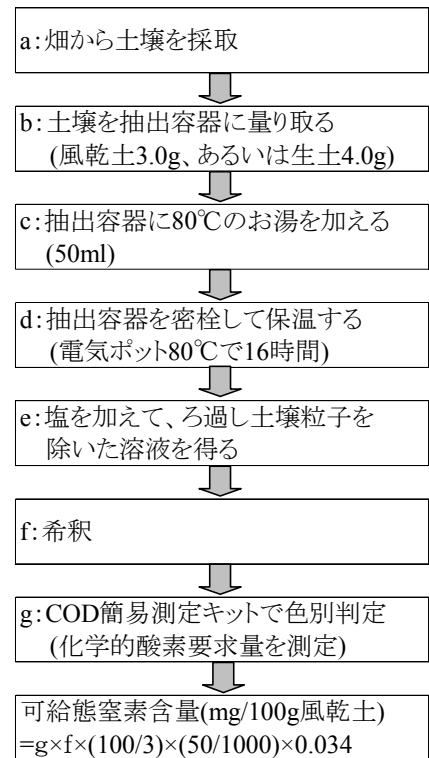 a:畑から土壌を採取
b:土壌を抽出容器に量り取る
(風乾土3.0g、あるいは生土4.0g)
c:抽出容器に80℃のお湯を加える
(50ml)
d:抽出容器を密栓して保温する
(電気ポット80℃で16時間)
e:塩を加えて、ろ過し土壌粒子を
除いた溶液を得る
f:希釈
g:COD簡易測定キットで色別判定
(化学的酸素要求量を測定)
可給態窒素含量(mg/100g風乾土)
=g×f×(100/3)×(50/1000)×0.034